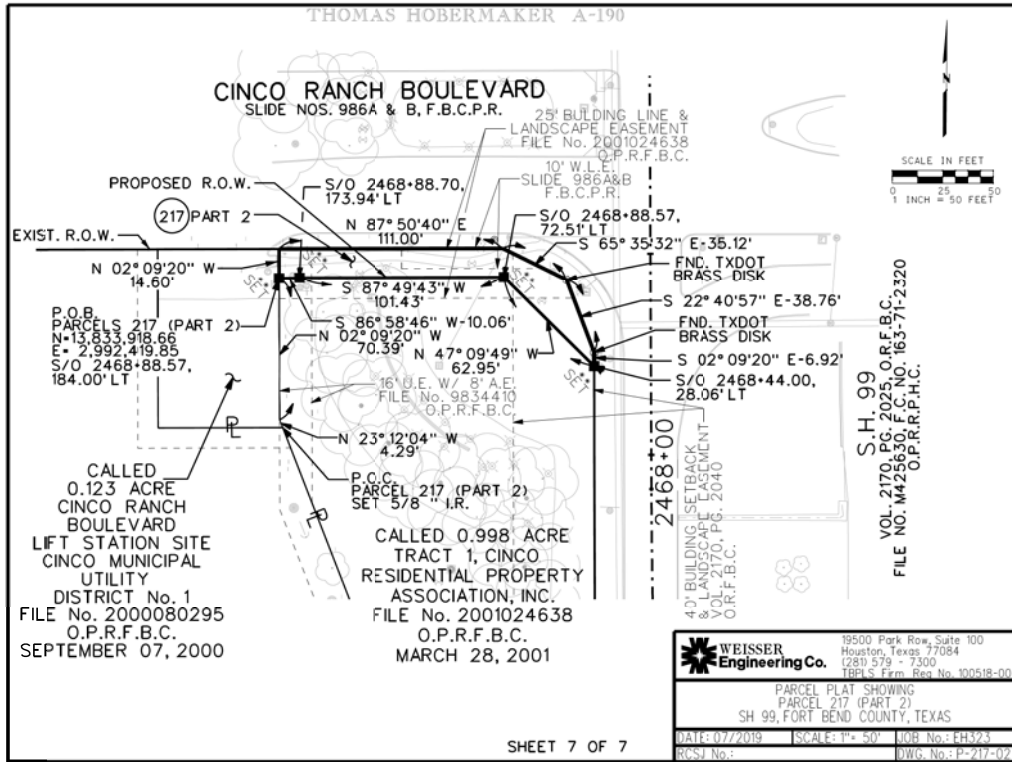 THOMAS HOBERMAKER A-190
CINCO RANCH BOULEVARD
SLIDE NOS. 986A & B, F.B.C.P.R.
25' BULDING LINE &
LANDSCAPE EASEMENT
FILE No. 2001024638
O.P.R.F.B.C.
10' W.L.E.
SLIDE 986A&B
F.B.C.P.R.
N
SCALE IN FEET
0 25 50
1 INCH = 50 FEET
PROPOSED R.O.W.
S/O 2468+88.70,
173.94' LT
217 PART 2
EXIST. R.O.W.
N 87°50'40" E
111.00'
S/O 2468+88.57,
72.51' LT
S 65°35'32" E-35.12'
FND. TXDOT
BRASS DISK
N 02°09'20" W
14.60'
**
SET
**
SET
**
SET
S 87°49'43" W
101.43'
S 22°40'57" E-38.76'
P.O.B.
PARCELS 217 (PART 2)
N=13,833,918.66
E= 2,992,419.85
S/O 2468+88.57,
184.00' LT
S 86°58'46" W-10.06'
N 02°09'20" W
70.39'
N 47°09'49" W
62.95'
FND. TXDOT
BRASS DISK
S 02°09'20" E-6.92'
**
SET
S/O 2468+44.00,
28.06' LT
16' U.E. W/ 8' A.E.
FILE No. 9834410
O.P.R.F.B.C.
PL
N 23°12'04" W
4.29'
P.O.C.
PARCEL 217 (PART 2)
SET 5/8 " I.R.
PL
2468+00
40' BUILDING SETBACK
& LANDSCAPE EASEMENT
VOL. 2170, PG. 2040
O.R.F.B.C.
S.H. 99
VOL. 2170, PG. 2025, O.R.F.B.C.
FILE NO. M425630, F.C. NO. 163-71-2320
O.P.R.R.P.H.C.
CALLED
0.123 ACRE
CINCO RANCH
BOULEVARD
LIFT STATION SITE
CINCO MUNICIPAL
UTILITY
DISTRICT No. 1
FILE No. 2000080295
O.P.R.F.B.C.
SEPTEMBER 07, 2000
CALLED 0.998 ACRE
TRACT 1, CINCO
RESIDENTIAL PROPERTY
ASSOCIATION, INC.
FILE No. 2001024638
O.P.R.F.B.C.
MARCH 28, 2001
WEISSER
Engineering Co.
19500 Park Row, Suite 100
Houston, Texas 77084
(281) 579 - 7300
TBPLS Firm Reg No. 100518-00
PARCEL PLAT SHOWING
PARCEL 217 (PART 2)
SH 99, FORT BEND COUNTY, TEXAS
DATE: 07/2019 SCALE: 1"= 50' JOB No.: EH323
RCSJ No.: DWG. No.: P-217-02
SHEET 7 OF 7